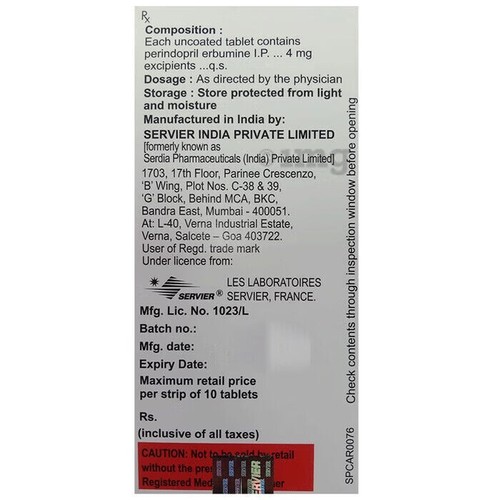 Rx
Composition :
Each uncoated tablet contains
perindopril erbumine I.P. ... 4 mg
excipients ...q.s.
Dosage : As directed by the physician
Storage : Store protected from light
and moisture
Manufactured in India by:
SERVIER INDIA PRIVATE LIMITED
[formerly known as
Serdia Pharmaceuticals (India) Private Limited]
1703, 17th Floor, Parinee Crescenzo,
'B' Wing, Plot Nos. C-38 & 39,
'G' Block, Behind MCA, BKC,
Bandra East, Mumbai - 400051.
At: L-40, Verna Industrial Estate,
Verna, Salcete – Goa 403722.
User of Regd. trade mark
Under licence from:
SERVIER ®
LES LABORATOIRES
SERVIER, FRANCE.
Mfg. Lic. No. 1023/L
Batch no.:
Mfg. date:
Expiry Date:
Maximum retail price
per strip of 10 tablets
Rs.
(inclusive of all taxes)
CAUTION: Not to be sold by retail
without the
Registered
SERVIER
Check contents through inspection window before opening
SPCAR0076
1mg